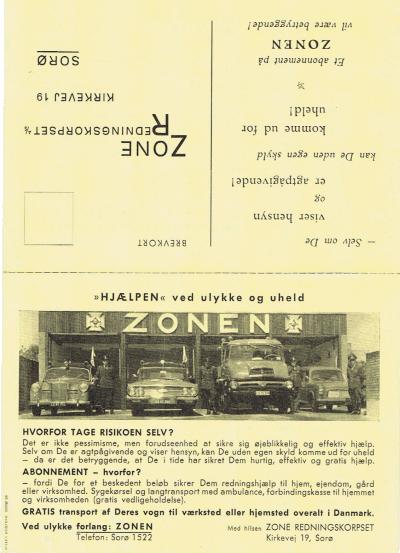 — Selv om De
viser hensyn
og
er agtpågivende!
kan De uden egen skyld
komme ud for
uheld!
Et abonnement på
ZONEN
vil være betryggende!
BREVKORT
ZONE
REDNINGSKORPSET A/S
KIRKEVEJ 19
SORØ
»HJÆLPEN« ved ulykke og uheld
ZONEN
HVORFOR TAGE RISIKOEN SELV?
Det er ikke pessimisme, men forudseenhed at sikre sig øjeblikkelig og effektiv hjælp.
Selv om De er agtpågivende og viser hensyn, kan De uden egen skyld komme ud for uheld
– da er det betryggende, at De i tide har sikret Dem hurtig, effektiv og gratis hjælp.
ABONNEMENT – hvorfor?
– fordi De for et beskedent beløb sikrer Dem redningshjælp til hjem, ejendom, gård
eller virksomhed. Sygekørsel og langtransport med ambulance, forbindingskasse til hjemmet
og virksomheden (gratis vedligeholdelse).
GRATIS transport af Deres vogn til værksted eller hjemsted overalt i Danmark.
Ved ulykke forlang: ZONEN
Telefon: Sorø 1522
Med hilsen ZONE REDNINGSKORPSET
Kirkevej 19, Sorø